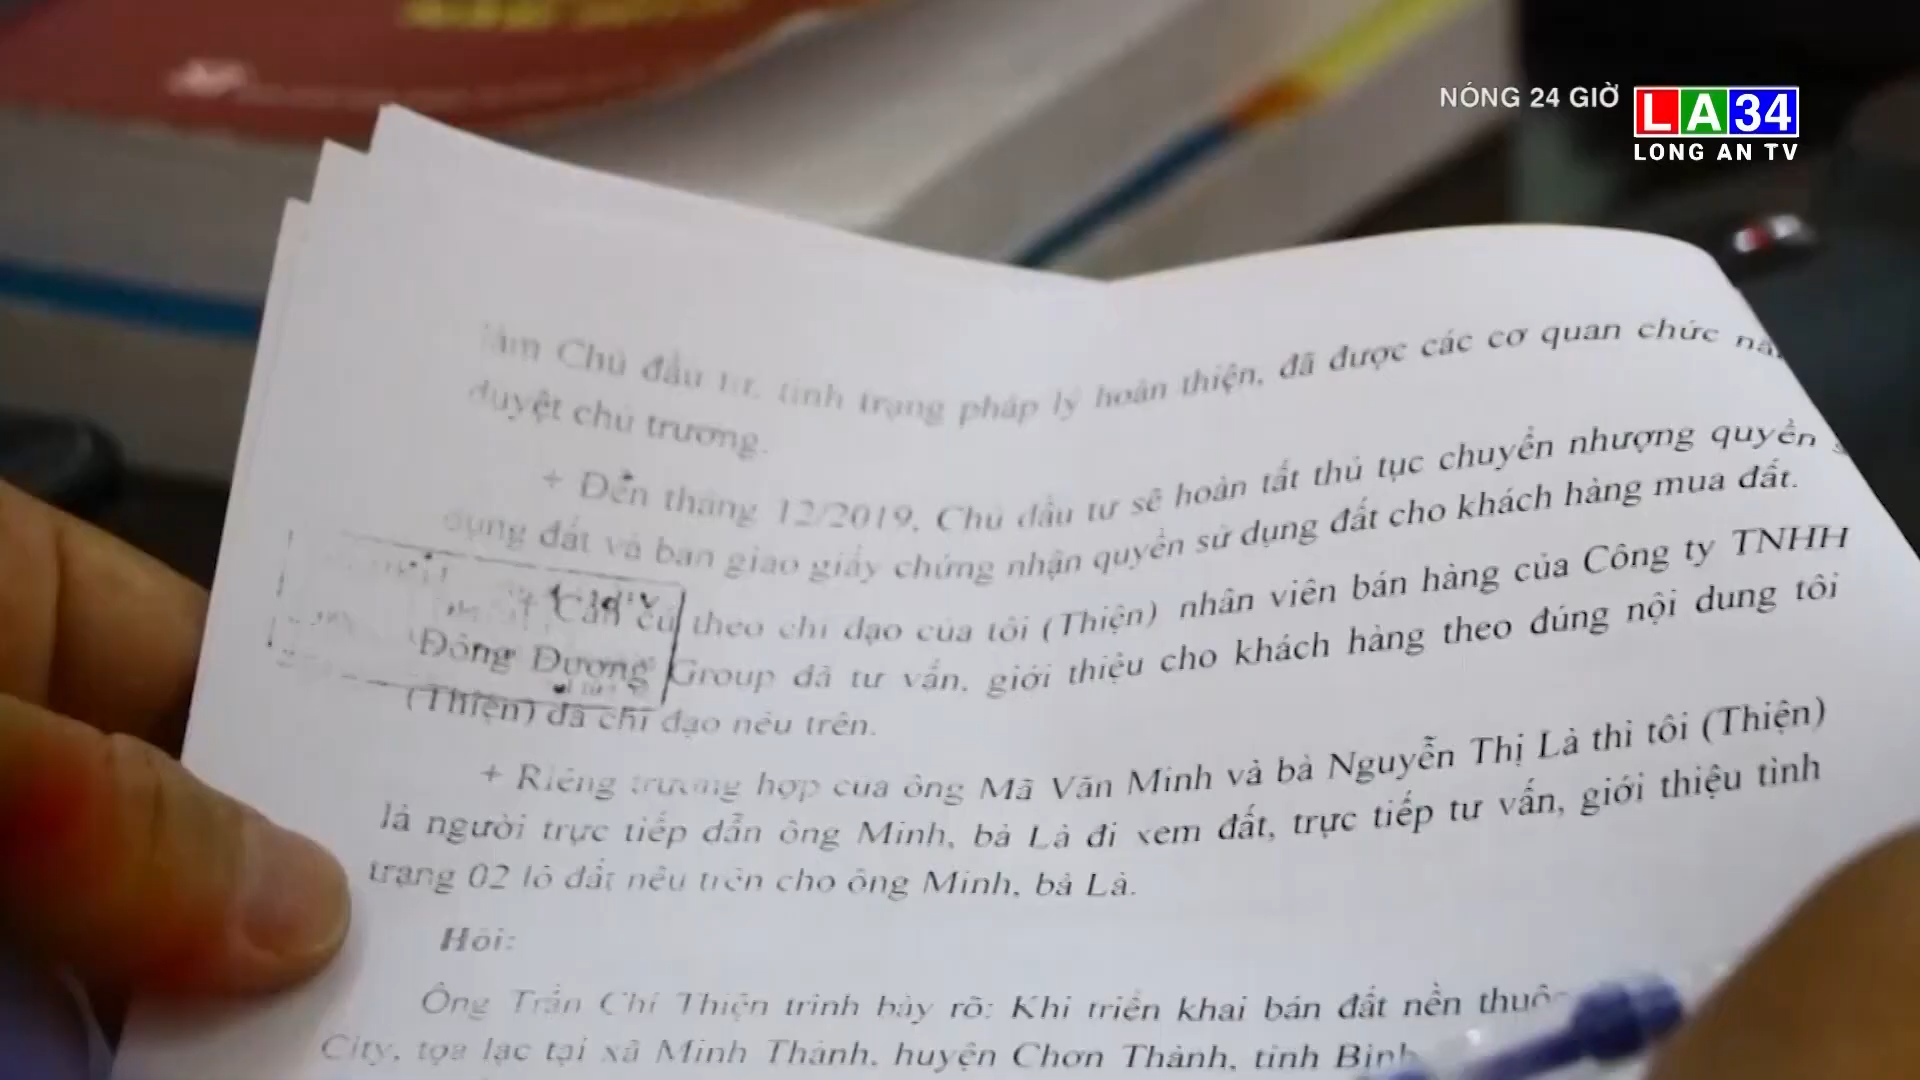 NÓNG 24 GIỜ
LA34
LONG AN TV
làm Chủ đầu tư, tình trạng pháp lý hoàn thiện, đã được các cơ quan chức
duyệt chủ trương.
+ Đến tháng 12/2019, Chủ đầu tư sẽ hoàn tất thủ tục chuyển nhượng quyền
dụng đất và bàn giao giấy chứng nhận quyền sử dụng đất cho khách hàng mua đất.
+ Căn cứ theo chỉ đạo của tôi (Thiện) nhân viên bán hàng của Công ty TNHH
Đông Dương Group đã tư vấn, giới thiệu cho khách hàng theo đúng nội dung tôi
(Thiện) đã chỉ đạo nêu trên.
+ Riêng trường hợp của ông Mã Văn Minh và bà Nguyễn Thị Là thì tôi (Thiện)
là người trực tiếp dẫn ông Minh, bà Là đi xem đất, trực tiếp tư vấn, giới thiệu tình
trạng 02 lô đất nêu trên cho ông Minh, bà Là.
Hỏi:
Ông Trần Chí Thiện trình bày rõ: Khi triển khai bán đất nền
City, tọa lạc tại xã Minh Thành, huyện Chơn Thành, tỉnh